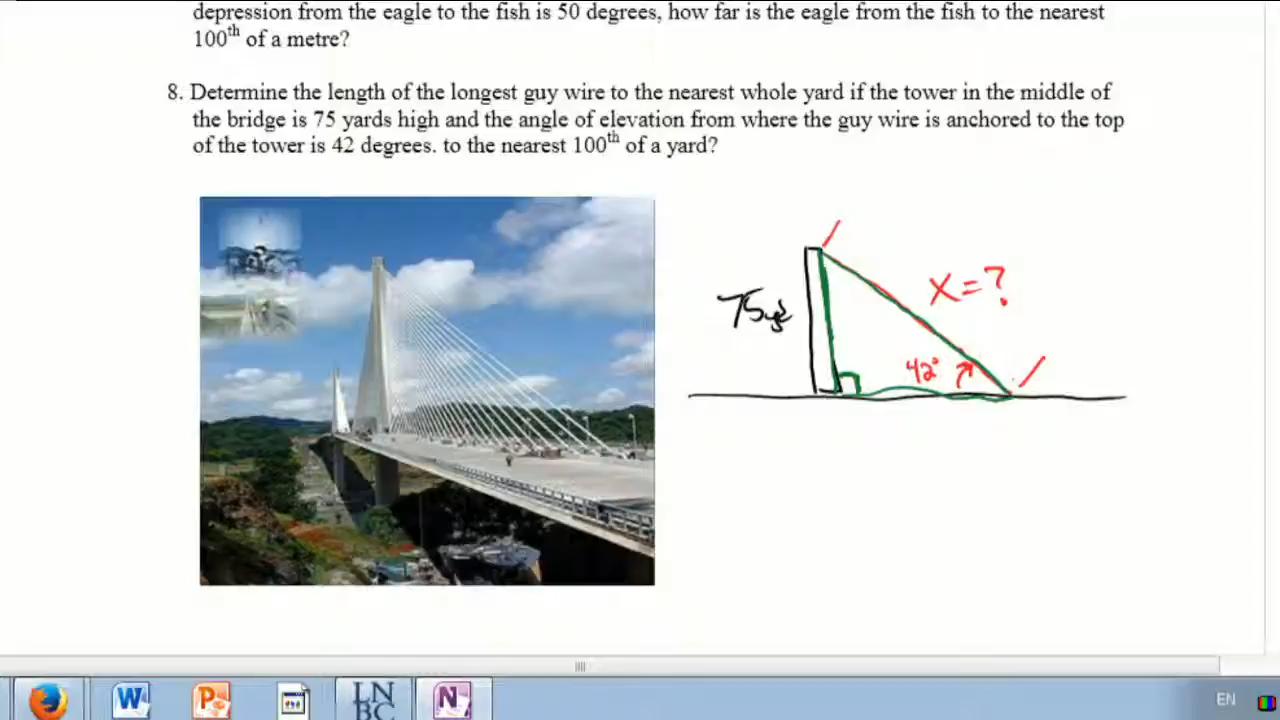 depression from the eagle to the fish is 50 degrees, how far is the eagle from the fish to the nearest
100th of a metre?
8. Determine the length of the longest guy wire to the nearest whole yard if the tower in the middle of
the bridge is 75 yards high and the angle of elevation from where the guy wire is anchored to the top
of the tower is 42 degrees. to the nearest 100th of a yard?
x=?
75yds
42°
W
P
LN
BC
N
EN